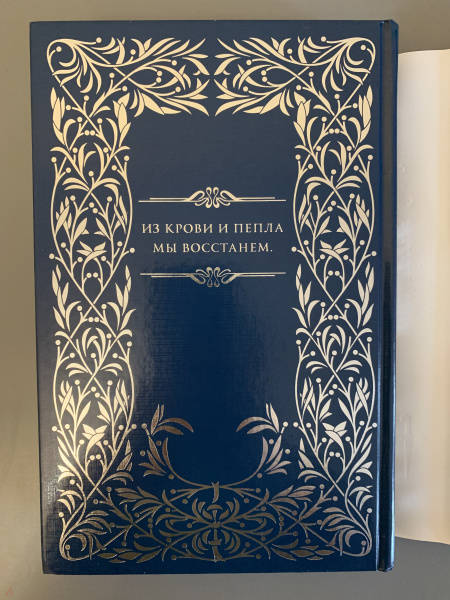 ИЗ КРОВИ И ПЕПЛА
МЫ ВОССТАНЕМ.